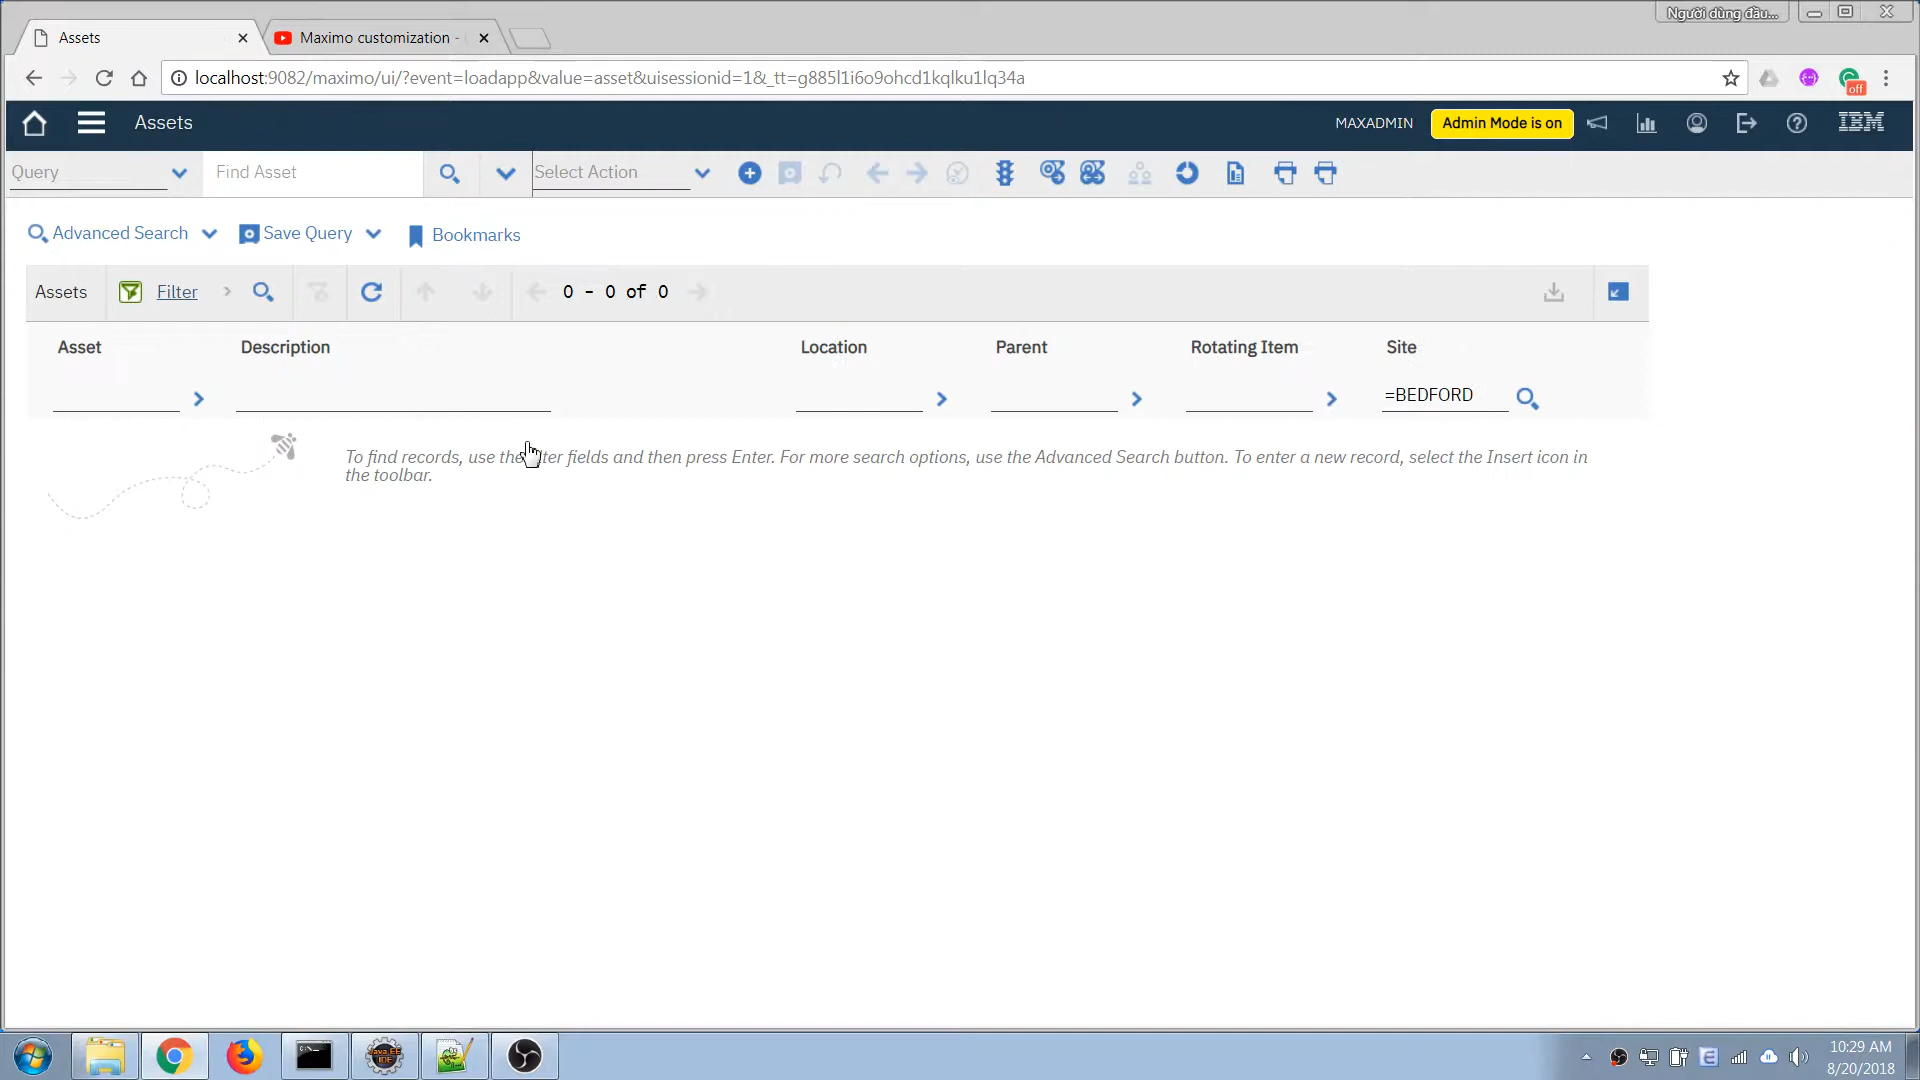 Người dùng đầu...
Assets
Maximo customization -
localhost:9082/maximo/ui/?event=loadapp&value=asset&uisessionid=1&_tt=g885l1i6o9ohcd1kqlku1lq34a
off
Assets
MAXADMIN
Admin Mode is on
IBM
Query
Find Asset
Select Action
Advanced Search
Save Query
Bookmarks
Assets
Filter
0 - 0 of 0
Asset
Description
Location
Parent
Rotating Item
Site
=BEDFORD
To find records, use the fields and then press Enter. For more search options, use the Advanced Search button. To enter a new record, select the Insert icon in
the toolbar.
Java EE
IDE
10:29 AM
8/20/2018